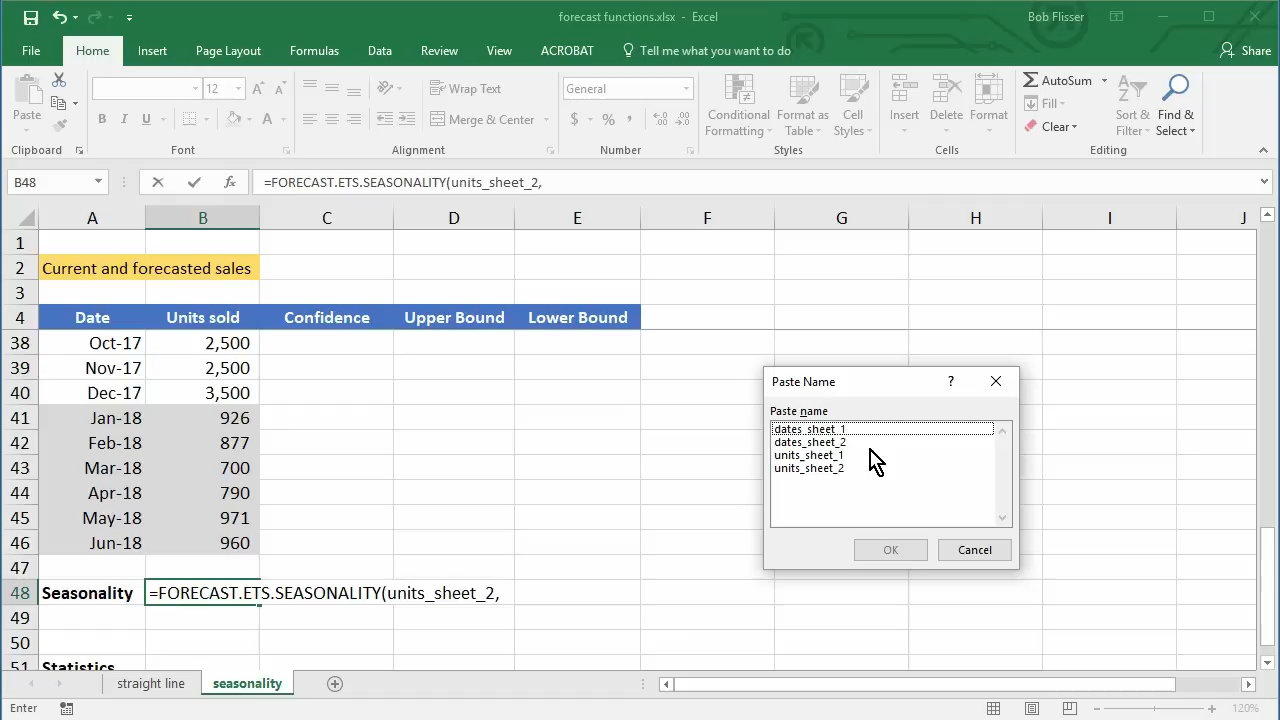 forecast functions.xlsx - Excel
Bob Flisser
File Home Insert Page Layout Formulas Data Review View ACROBAT Tell me what you want to do Share
Paste
Clipboard
12
B I U A A A
Font
Wrap Text
Merge & Center
Alignment
General
$ % ,
Number
Conditional Formatting
Format as Table
Cell Styles
Styles
Insert Delete Format
Cells
AutoSum
Fill
Clear
Sort & Filter
Find & Select
Editing
B48 fx =FORECAST.ETS.SEASONALITY(units_sheet_2,
A B C D E F G H I J
1
2 Current and forecasted sales
3
4 Date Units sold Confidence Upper Bound Lower Bound
38 Oct-17 2,500
39 Nov-17 2,500
40 Dec-17 3,500
41 Jan-18 926
42 Feb-18 877
43 Mar-18 700
44 Apr-18 790
45 May-18 971
46 Jun-18 960
47
48 Seasonality =FORECAST.ETS.SEASONALITY(units_sheet_2,
49
50
51 Statistics
Paste Name ?
Paste name
dates_sheet_1
dates_sheet_2
units_sheet_1
units_sheet_2
OK Cancel
straight line seasonality
Enter 120%